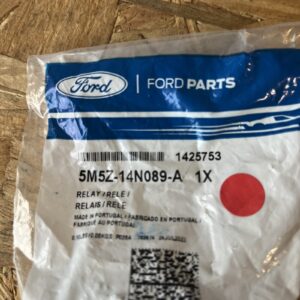 Ford
FORD PARTS
1425753
5M5Z-14N089-A 1X
RELAY / RELE /
RELAIS / RELÉ
MADE IN PORTUGAL / FABRICADO EN PORTUGAL /
FABRIQUÉ AU PORTUGAL